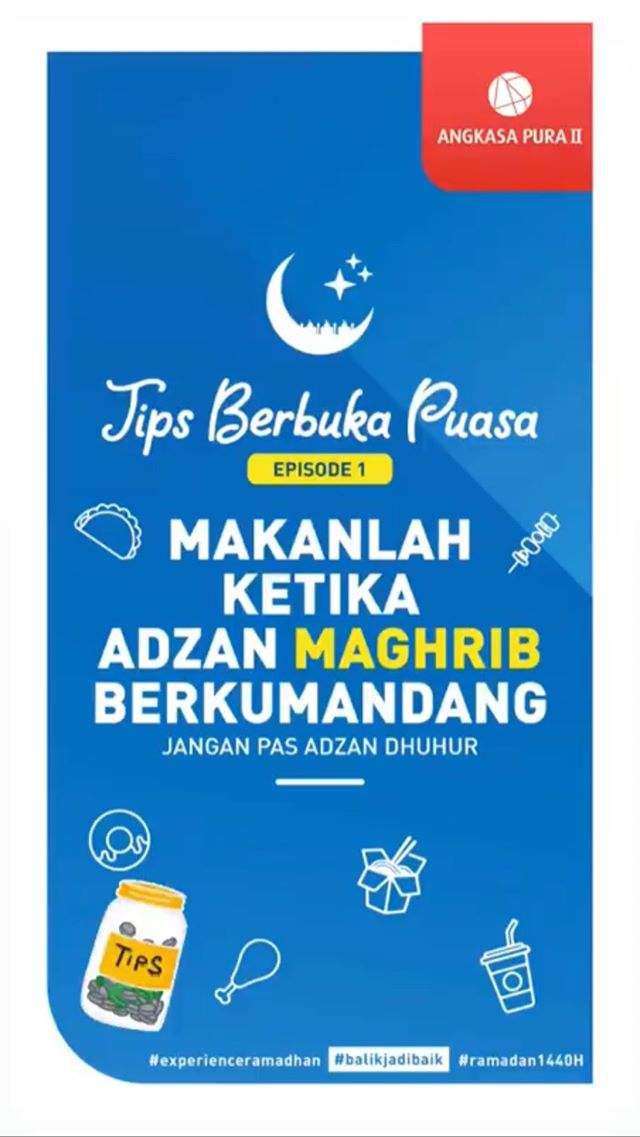 ANGKASA PURA II
Tips Berbuka Puasa
EPISODE 1
MAKANLAH
KETIKA
ADZAN MAGHRIB
BERKUMANDANG
JANGAN PAS ADZAN DHUHUR
TIPS
#experienceramadhan #balikjadibaik #ramadan1440H